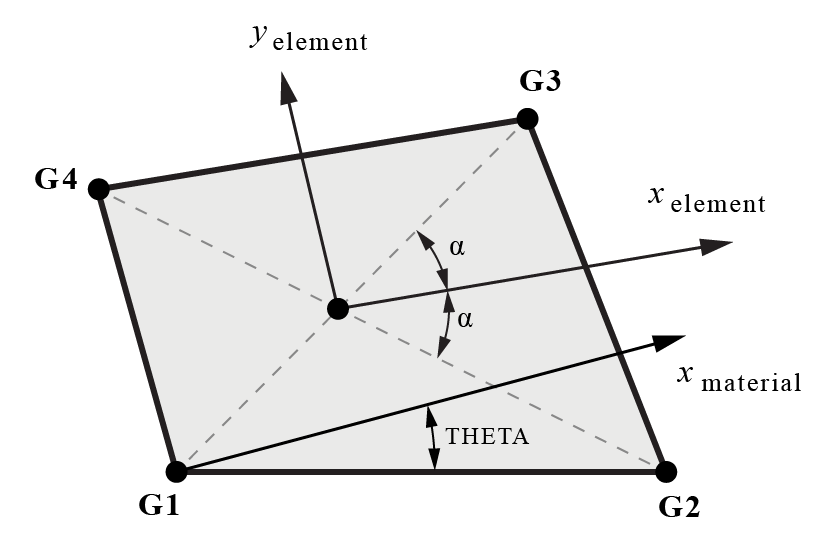 y element
G3
G4
x element
α
α
x material
THETA
G1
G2